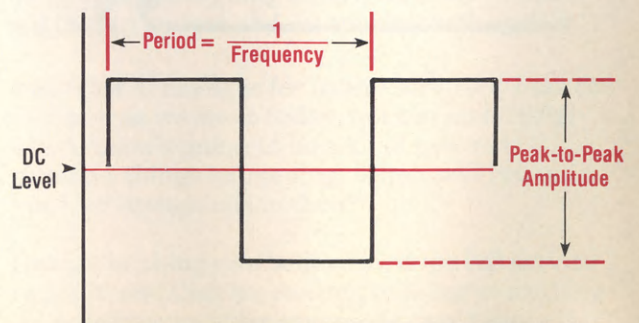 Period = 1
Frequency
DC
Level
Peak-to-Peak
Amplitude